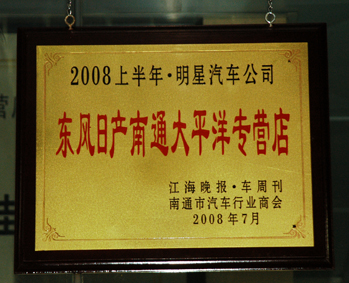 2008上半年·明星汽车公司
东风日产南通大平洋专营店
江海晚报·车周刊
南通市汽车行业商会
2008年7月